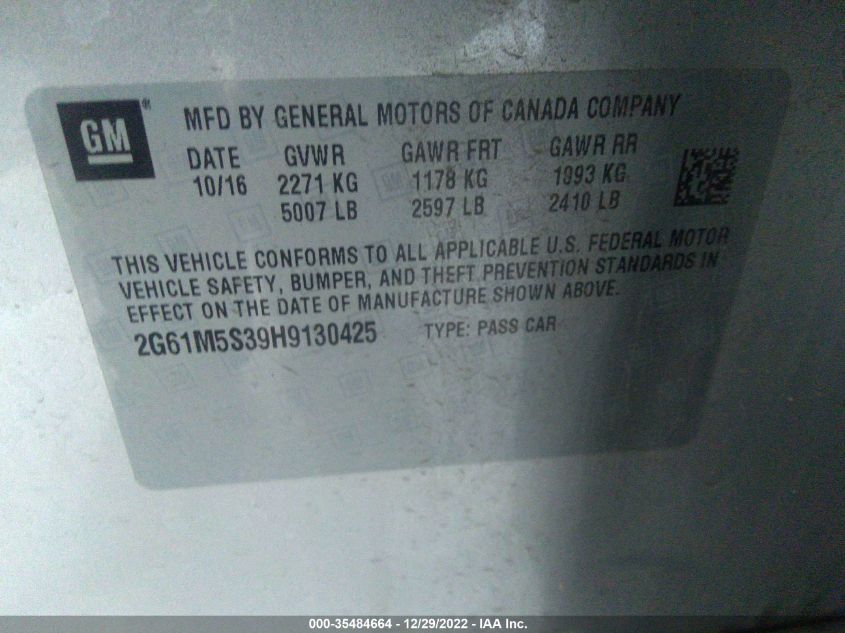 GM®
MFD BY GENERAL MOTORS OF CANADA COMPANY
DATE GVWR GAWR FRT GAWR RR
10/16 2271 KG 1178 KG 1093 KG
5007 LB 2597 LB 2410 LB
THIS VEHICLE CONFORMS TO ALL APPLICABLE U.S. FEDERAL MOTOR
VEHICLE SAFETY, BUMPER, AND THEFT PREVENTION STANDARDS IN
EFFECT ON THE DATE OF MANUFACTURE SHOWN ABOVE.
2G61M5S39H9130425 TYPE: PASS CAR
000-35484664 - 12/29/2022 - IAA Inc.